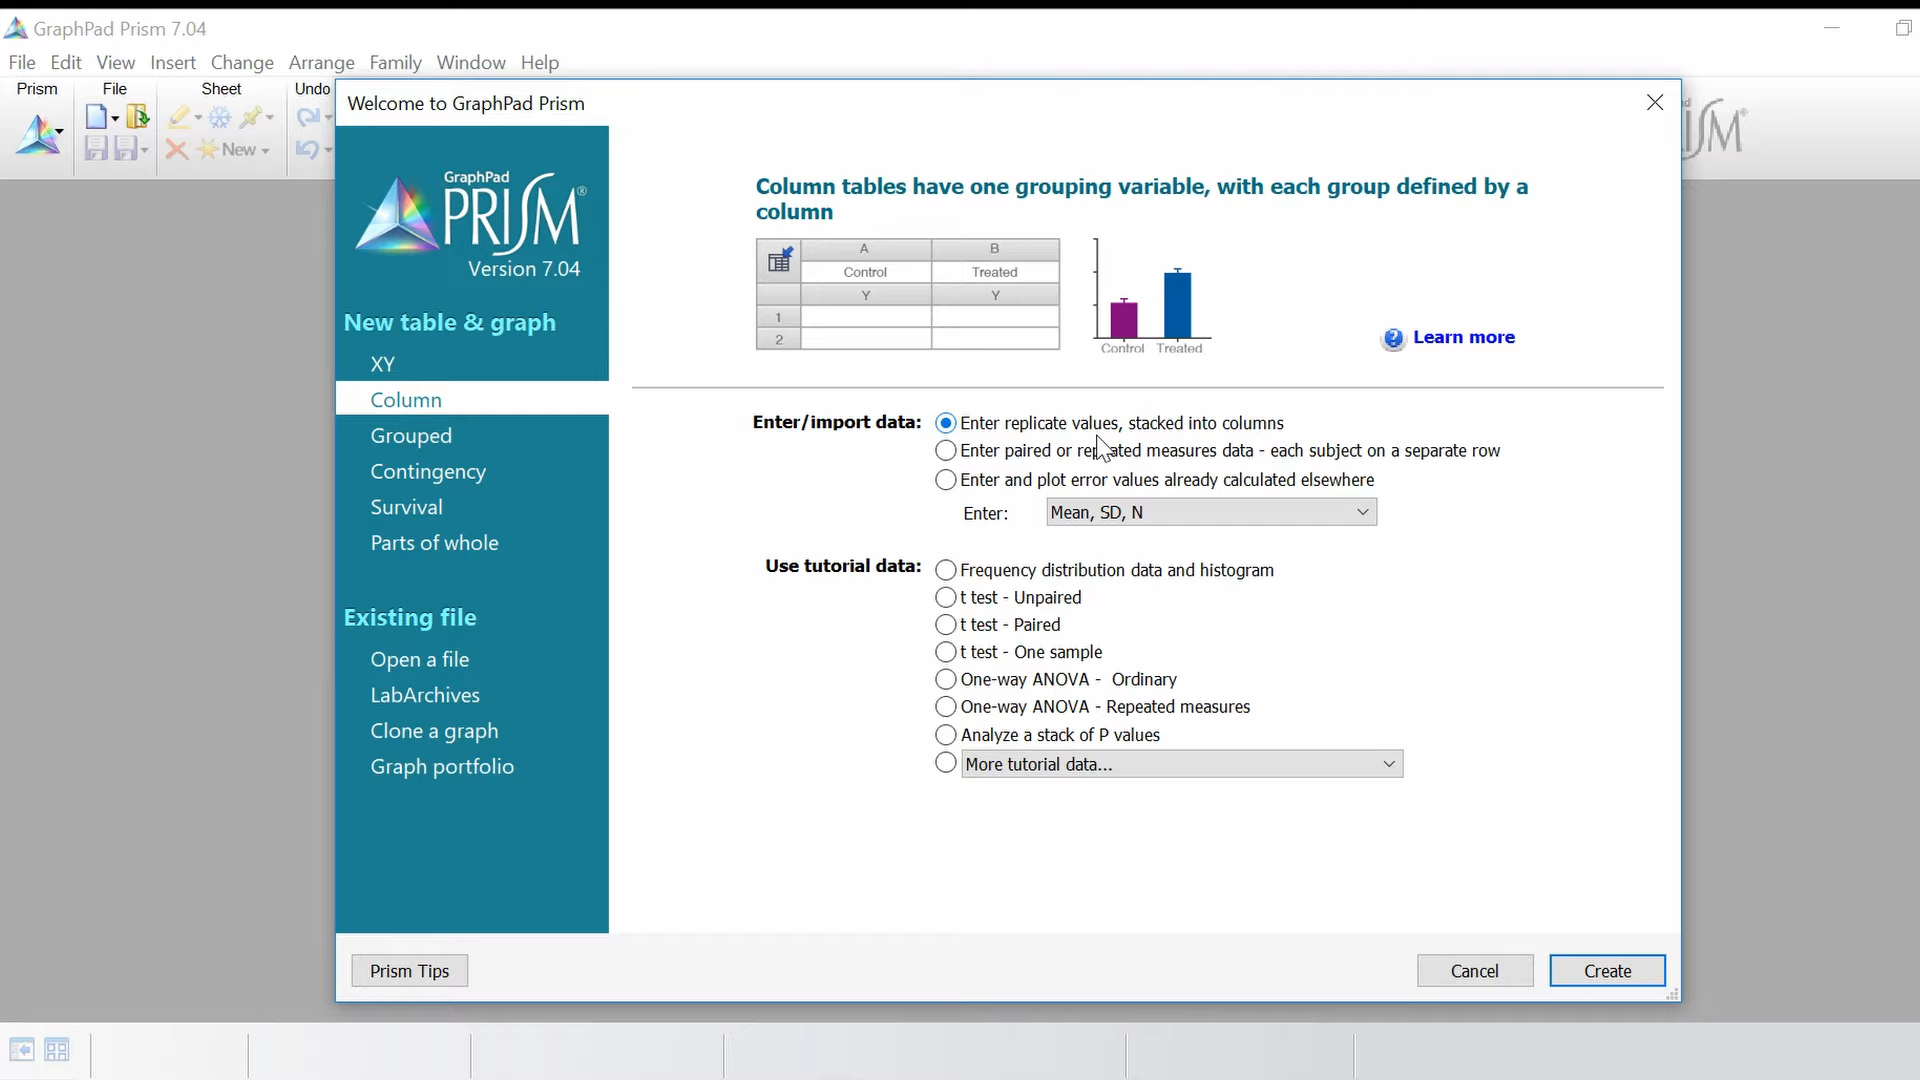 GraphPad Prism 7.04
File Edit View Insert Change Arrange Family Window Help
Prism File Sheet Undo
New
Welcome to GraphPad Prism
GraphPad
PRISM®
Version 7.04
New table & graph
XY
Column
Grouped
Contingency
Survival
Parts of whole
Existing file
Open a file
LabArchives
Clone a graph
Graph portfolio
Column tables have one grouping variable, with each group defined by a
column
A B
Control Treated
Y Y
1
2
Control Treated
Learn more
Enter/import data: Enter replicate values, stacked into columns
Enter paired or repeated measures data - each subject on a separate row
Enter and plot error values already calculated elsewhere
Enter: Mean, SD, N
Use tutorial data: Frequency distribution data and histogram
t test - Unpaired
t test - Paired
t test - One sample
One-way ANOVA - Ordinary
One-way ANOVA - Repeated measures
Analyze a stack of P values
More tutorial data...
Prism Tips Cancel Create